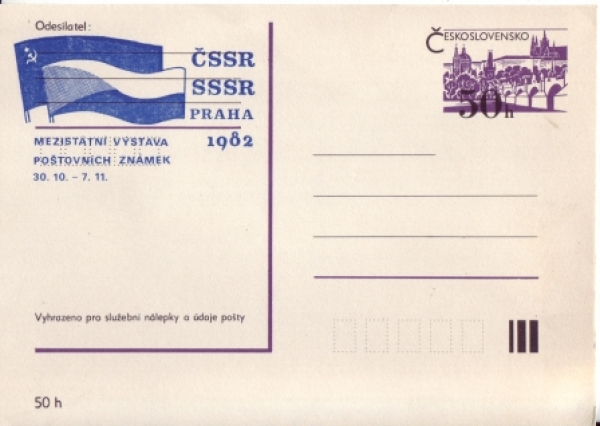 Odesílatel:
ČSSR
SSSR
PRAHA
1982
MEZISTÁTNÍ VÝSTAVA
POŠTOVNÍCH ZNÁMEK
30. 10. – 7. 11.
ČESKOSLOVENSKO
50h
Vyhrazeno pro služební nálepky a údaje pošty
50 h